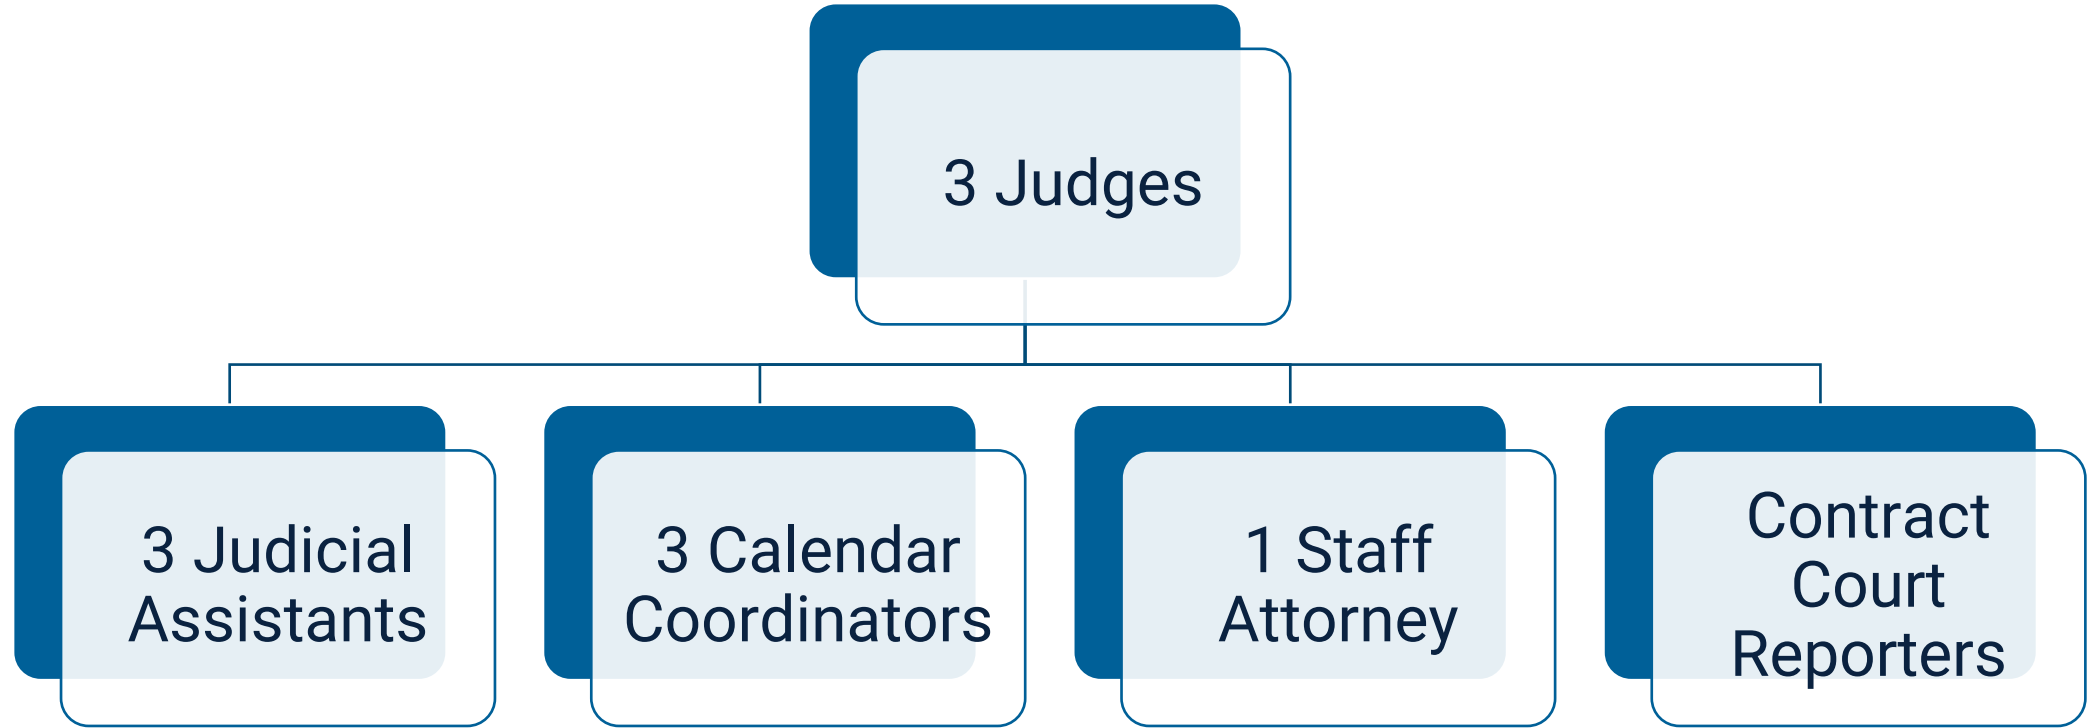 3 Judges
3 Judicial
Assistants
3 Calendar
Coordinators
1 Staff
Attorney
Contract
Court
Reporters